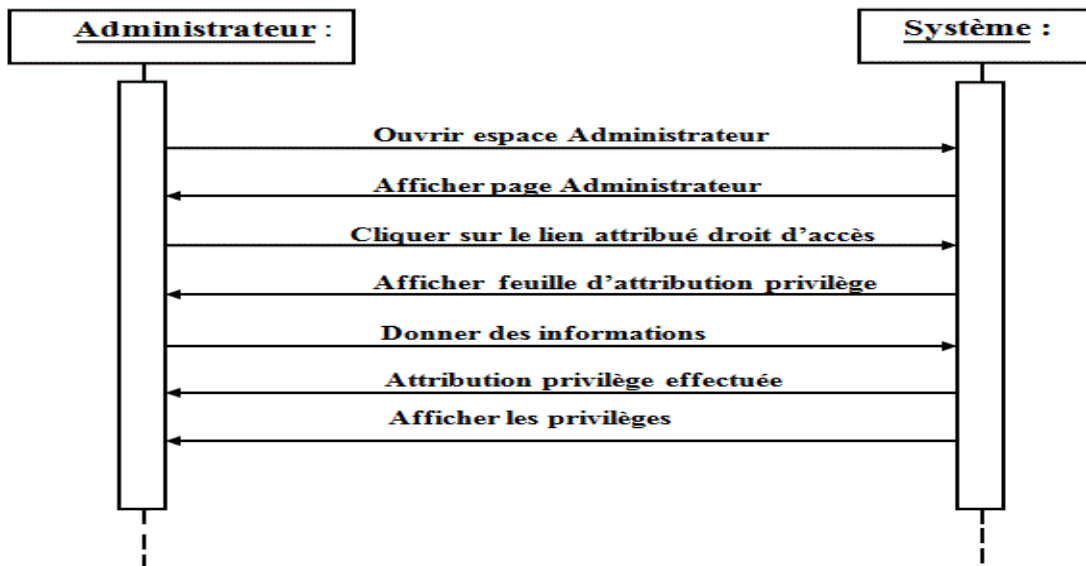 Administrateur :
Système :
Ouvrir espace Administrateur
Afficher page Administrateur
Cliquer sur le lien attribué droit d’accès
Afficher feuille d’attribution privilège
Donner des informations
Attribution privilège effectuée
Afficher les privilèges